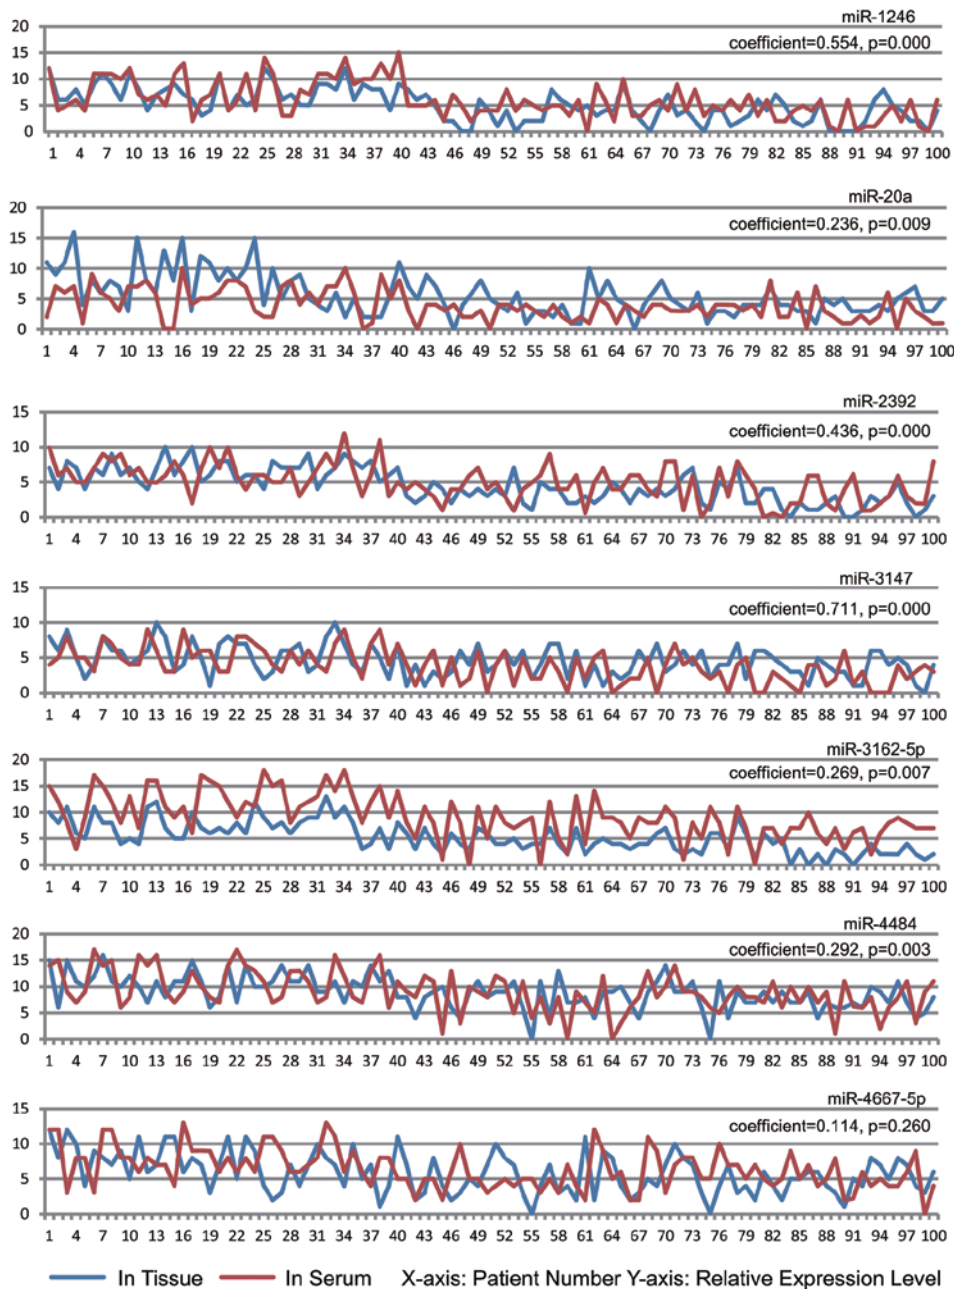 miR-1246
coefficient=0.554, p=0.000
20
15
10
5
0
1 4 7 10 13 16 19 22 25 28 31 34 37 40 43 46 49 52 55 58 61 64 67 70 73 76 79 82 85 88 91 94 97 100
miR-20a
coefficient=0.236, p=0.009
20
15
10
5
0
1 4 7 10 13 16 19 22 25 28 31 34 37 40 43 46 49 52 55 58 61 64 67 70 73 76 79 82 85 88 91 94 97 100
miR-2392
coefficient=0.436, p=0.000
15
10
5
0
1 4 7 10 13 16 19 22 25 28 31 34 37 40 43 46 49 52 55 58 61 64 67 70 73 76 79 82 85 88 91 94 97 100
miR-3147
coefficient=0.711, p=0.000
15
10
5
0
1 4 7 10 13 16 19 22 25 28 31 34 37 40 43 46 49 52 55 58 61 64 67 70 73 76 79 82 85 88 91 94 97 100
miR-3162-5p
coefficient=0.269, p=0.007
20
15
10
5
0
1 4 7 10 13 16 19 22 25 28 31 34 37 40 43 46 49 52 55 58 61 64 67 70 73 76 79 82 85 88 91 94 97 100
miR-4484
coefficient=0.292, p=0.003
20
15
10
5
0
1 4 7 10 13 16 19 22 25 28 31 34 37 40 43 46 49 52 55 58 61 64 67 70 73 76 79 82 85 88 91 94 97 100
miR-4667-5p
coefficient=0.114, p=0.260
15
10
5
0
1 4 7 10 13 16 19 22 25 28 31 34 37 40 43 46 49 52 55 58 61 64 67 70 73 76 79 82 85 88 91 94 97 100
In Tissue In Serum X-axis: Patient Number Y-axis: Relative Expression Level